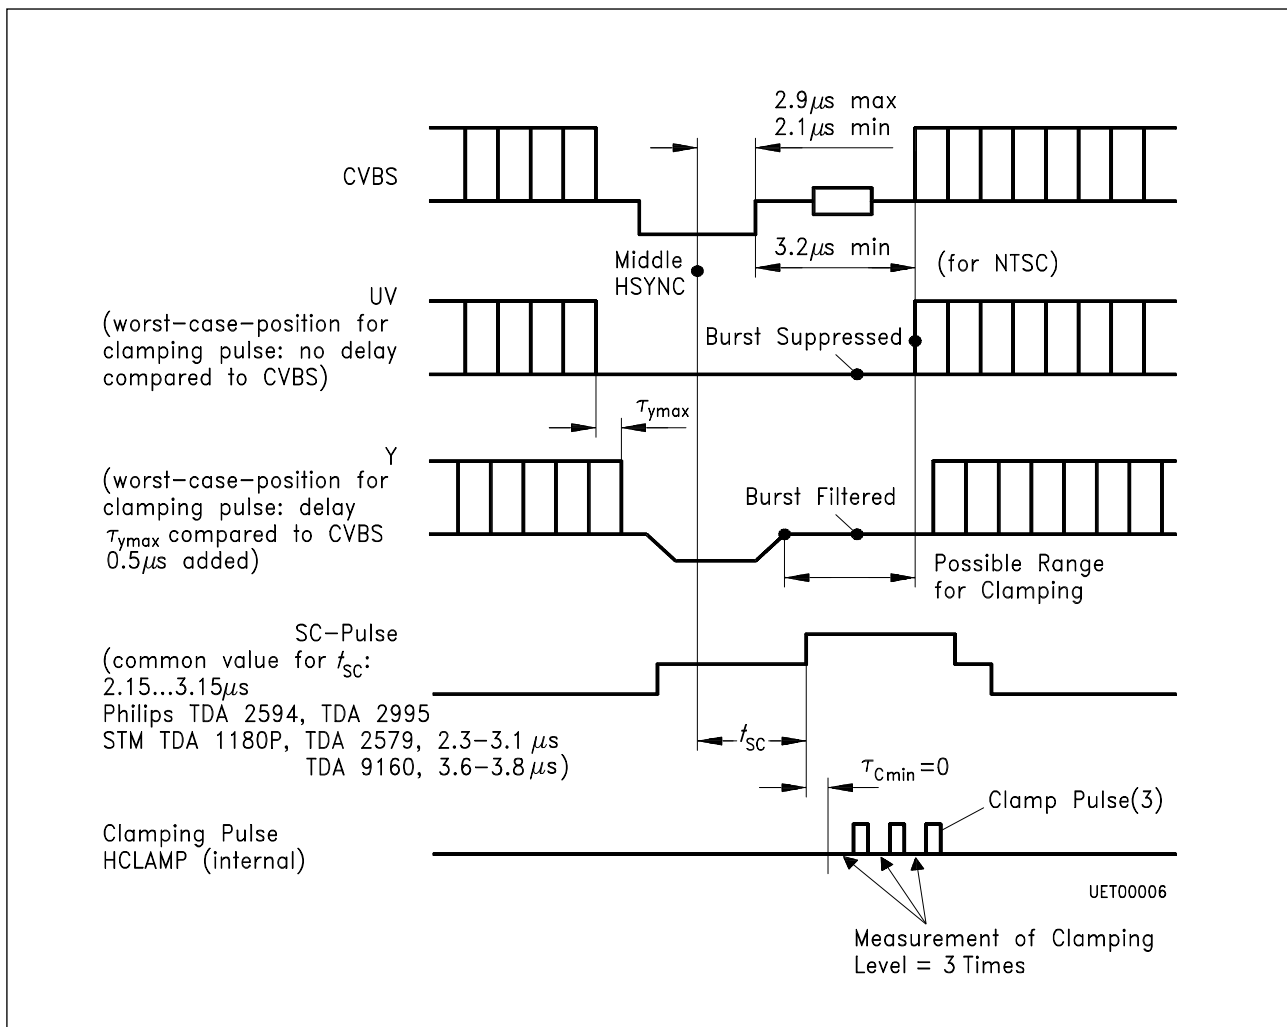 2.9μs max
2.1μs min
CVBS
Middle
HSYNC
3.2μs min
(for NTSC)
UV
(worst-case-position for
clamping pulse: no delay
compared to CVBS)
Burst Suppressed
τymax
Y
(worst-case-position for
clamping pulse: delay
τymax compared to CVBS
0.5μs added)
Burst Filtered
Possible Range
for Clamping
SC-Pulse
(common value for tSC:
2.15...3.15μs
Philips TDA 2594, TDA 2995
STM TDA 1180P, TDA 2579, 2.3-3.1 μs
TDA 9160, 3.6-3.8μs)
tSC
τCmin=0
Clamp Pulse(3)
Clamping Pulse
HCLAMP (internal)
UET00006
Measurement of Clamping
Level = 3 Times